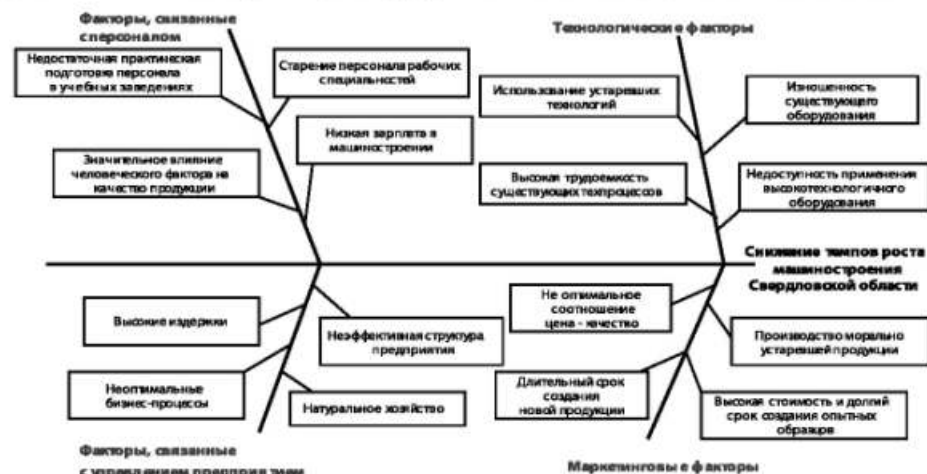 Факторы, связанные
с персоналом
Недостаточная практическая
подготовка персонала
в учебных заведениях
Старение персонала рабочих
специальностей
Значительное влияние
человеческого фактора на
качество продукции
Низкая зарплата в
машиностроении
Технологические факторы
Использование устаревших
технологий
Изношенность
существующего
оборудования
Высокая трудоемкость
существующих техпроцессов
Недоступность применения
высокотехнологичного
оборудования
Снижение темпов роста
машиностроения
Свердловской области
Высокие издержки
Неэффективная структура
предприятия
Неоптимальные
бизнес-процессы
Натуральное хозяйство
Факторы, связанные
с управлением предприятием
Не оптимальное
соотношение
цена - качество
Производство морально
устаревшей продукции
Длительный срок
создания
новой продукции
Высокая стоимость и долгий
срок создания опытных
образцов
Маркетинговые факторы